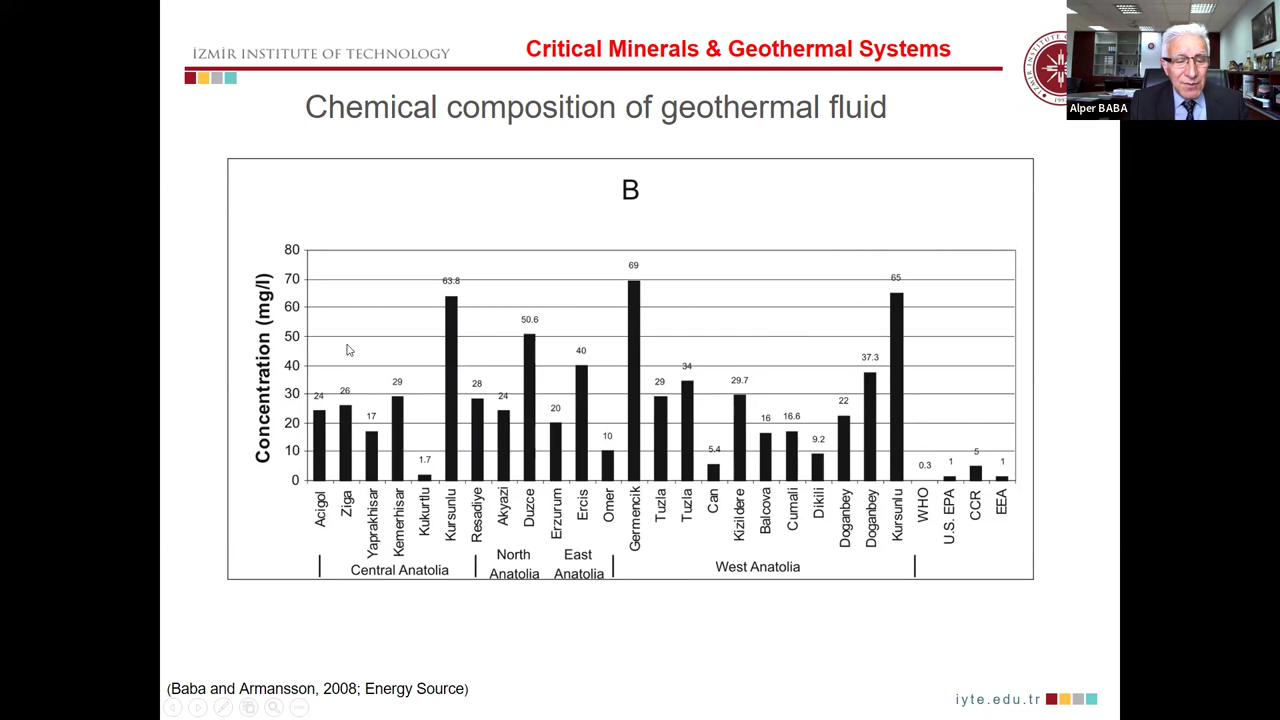 İZMİR INSTITUTE OF TECHNOLOGY
Critical Minerals & Geothermal Systems
Alper BABA
Chemical composition of geothermal fluid
B
Concentration (mg/l)
80
70
60
50
40
30
20
10
0
24
26
17
29
1.7
63.8
28
24
50.6
20
40
10
69
29
34
5.4
29.7
16
16.6
9.2
22
37.3
65
0.3
1
5
1
Acigol
Ziga
Yaprakhisar
Kemerhisar
Kukurtlu
Kursunlu
Resadiye
Akyazi
Duzce
Erzurum
Ercis
Omer
Germencik
Tuzla
Tuzla
Can
Kizildere
Balcova
Cumali
Dikili
Doganbey
Doganbey
Kursunlu
WHO
U.S. EPA
CCR
EEA
Central Anatolia
North
Anatolia
East
Anatolia
West Anatolia
(Baba and Armansson, 2008; Energy Source)
iyte.edu.tr